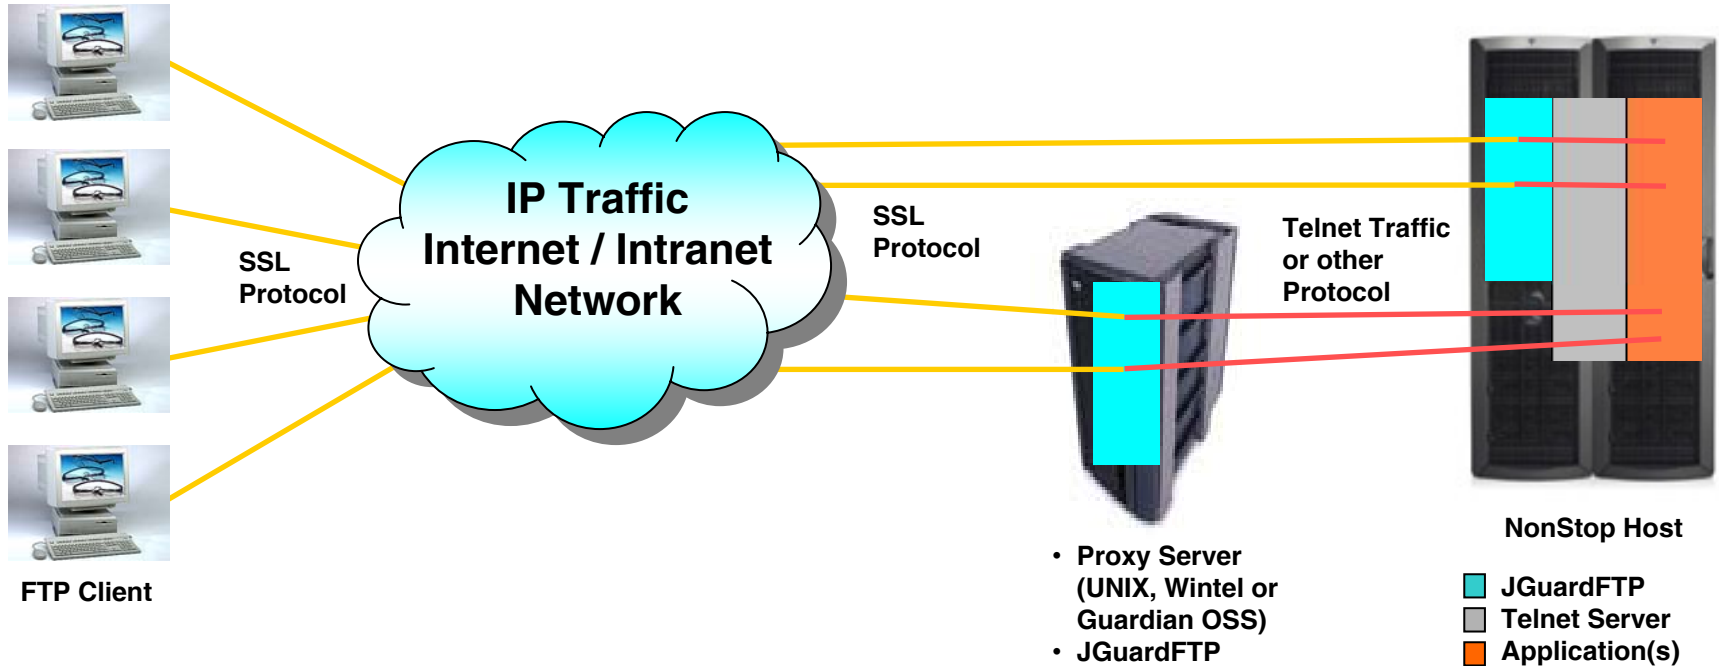 IP Traffic
Internet / Intranet
Network
SSL
Protocol
SSL
Protocol
Telnet Traffic
or other
Protocol
FTP Client
• Proxy Server
(UNIX, Wintel or
Guardian OSS)
• JGuardFTP
NonStop Host
JGuardFTP
Telnet Server
Application(s)